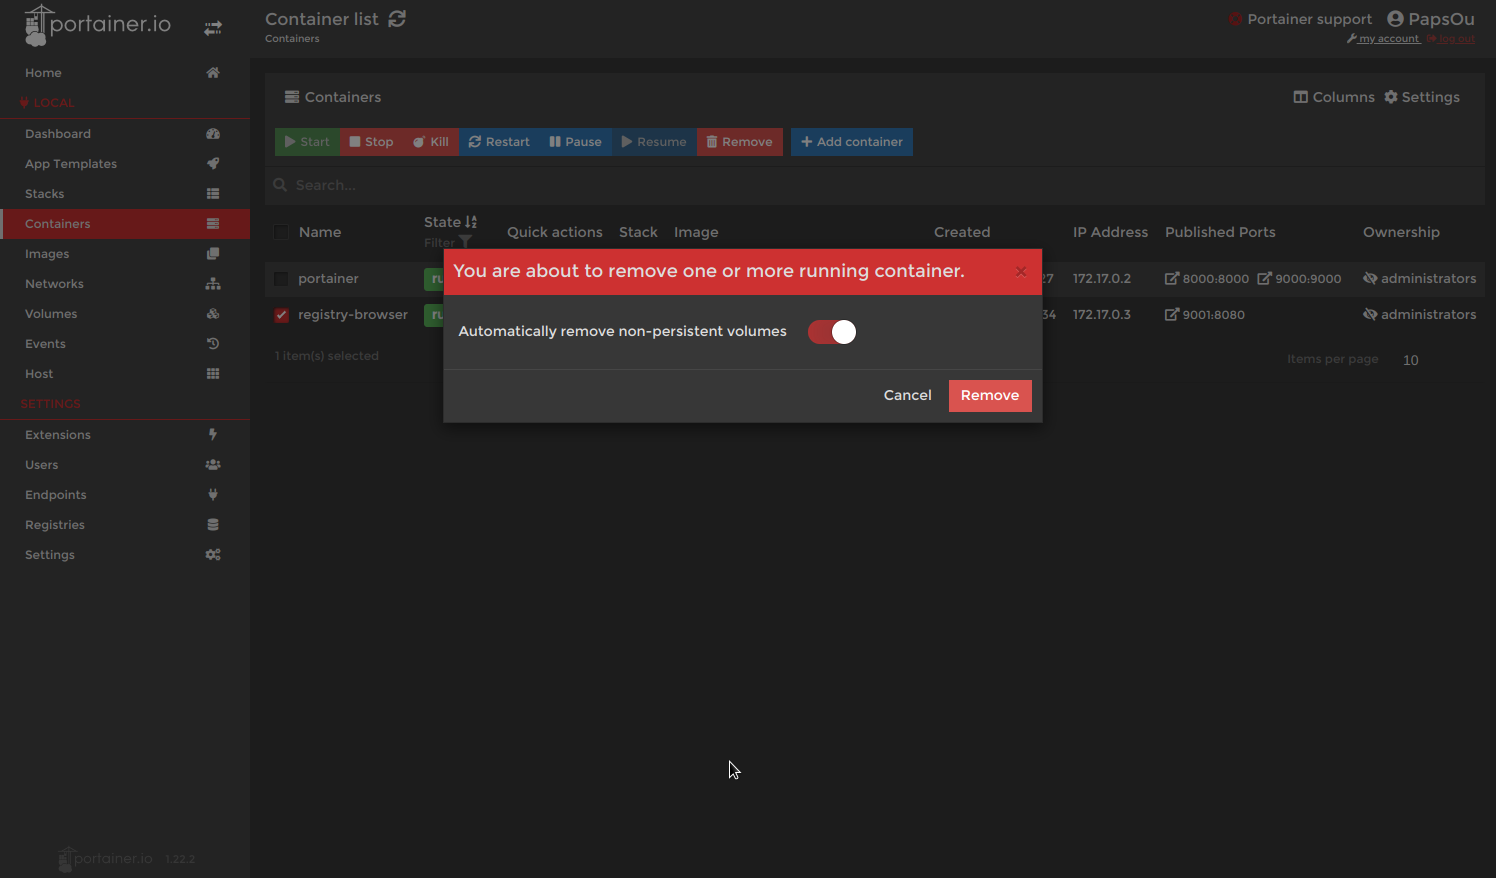 portainer.io
Home
LOCAL
Dashboard
App Templates
Stacks
Containers
Images
Networks
Volumes
Events
Host
SETTINGS
Extensions
Users
Endpoints
Registries
Settings
portainer.io 1.22.2
Container list
Containers
Portainer support PapsOu
my account log out
Containers
Columns Settings
Start Stop Kill Restart Pause Resume Remove Add container
Search...
Name State Filter Quick actions Stack Image Created IP Address Published Ports Ownership
portainer ru 27 172.17.0.2 8000:8000 9000:9000 administrators
registry-browser ru 34 172.17.0.3 9001:8080 administrators
1 item(s) selected
Items per page 10
You are about to remove one or more running container. ×
Automatically remove non-persistent volumes
Cancel Remove